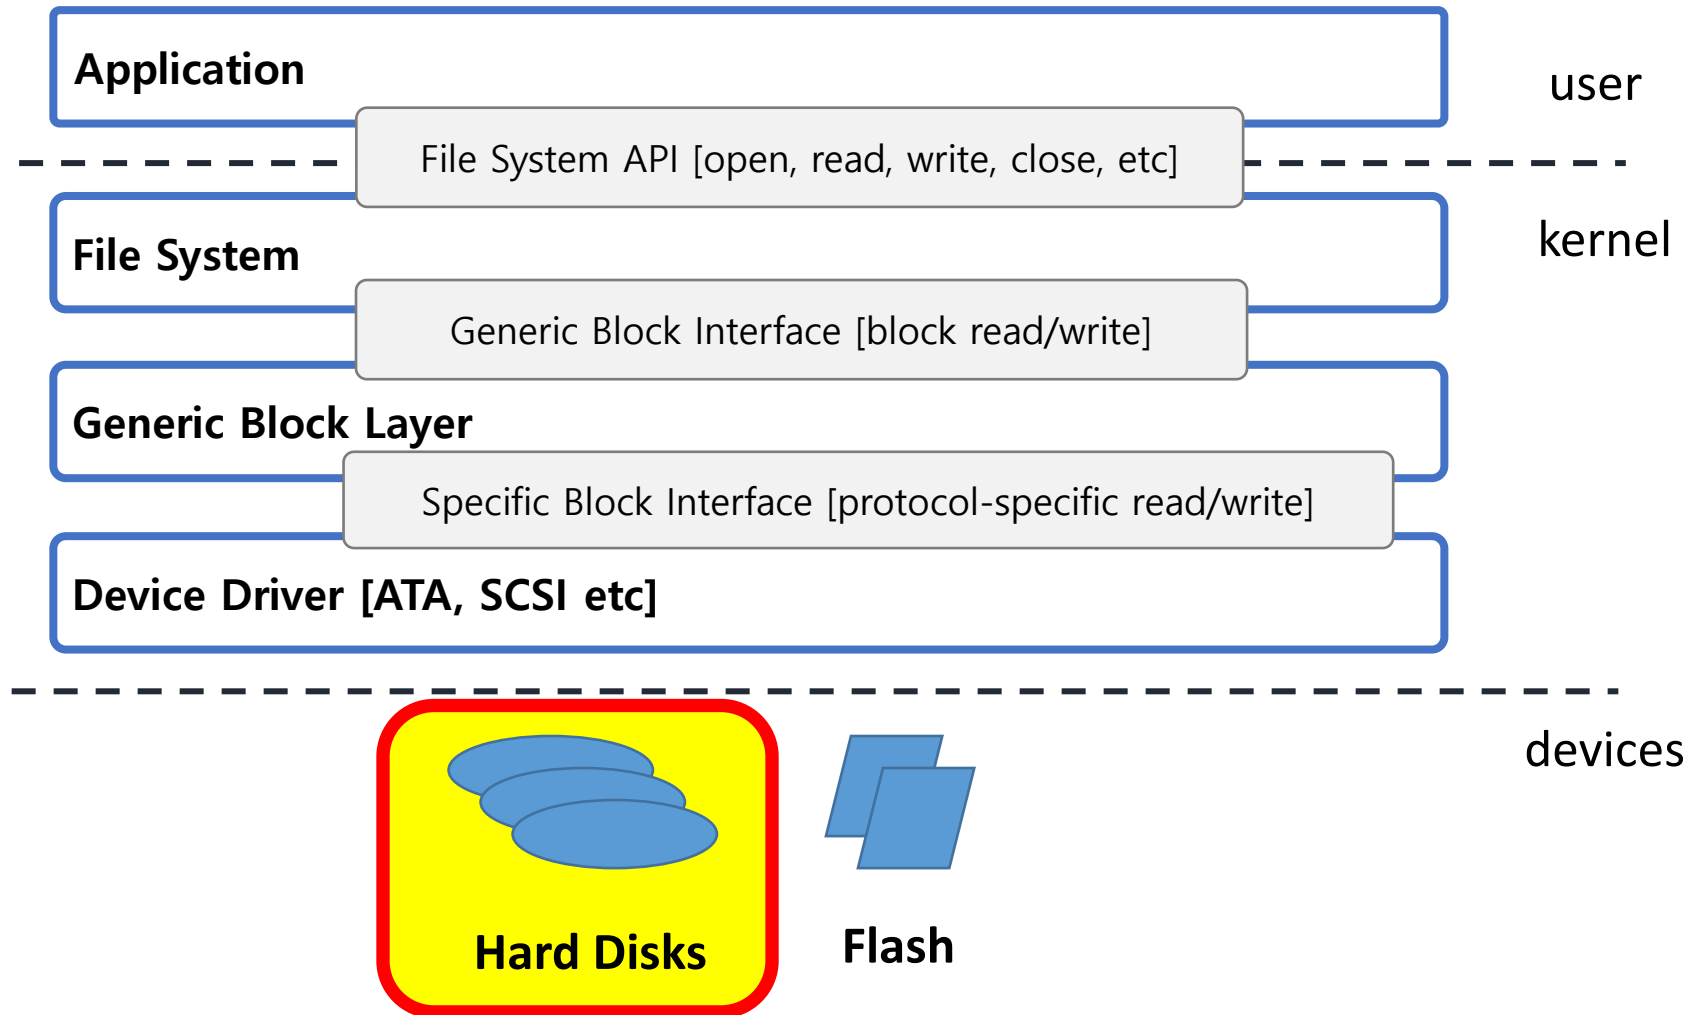 Application
user
File System API [open, read, write, close, etc]
File System
kernel
Generic Block Interface [block read/write]
Generic Block Layer
Specific Block Interface [protocol-specific read/write]
Device Driver [ATA, SCSI etc]
devices
Hard Disks
Flash